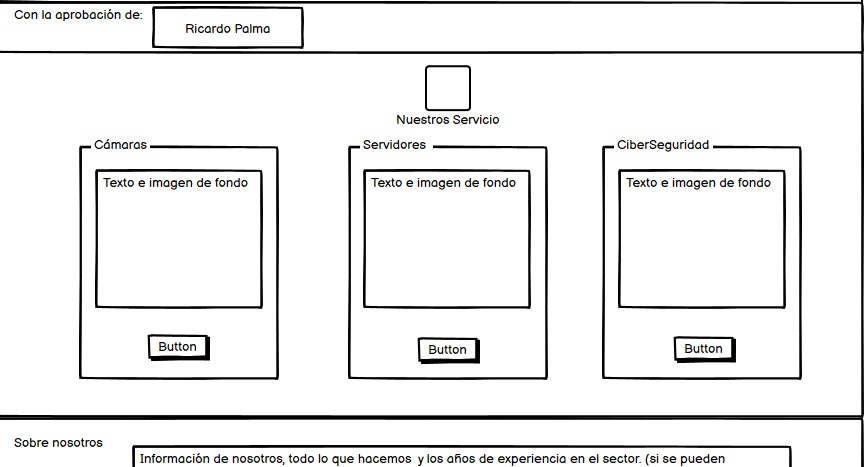 Con la aprobación de:
Ricardo Palma
Nuestros Servicio
Cámaras
Servidores
CiberSeguridad
Texto e imagen de fondo
Texto e imagen de fondo
Texto e imagen de fondo
Button
Button
Button
Sobre nosotros
Información de nosotros, todo lo que hacemos y los años de experiencia en el sector. (si se pueden